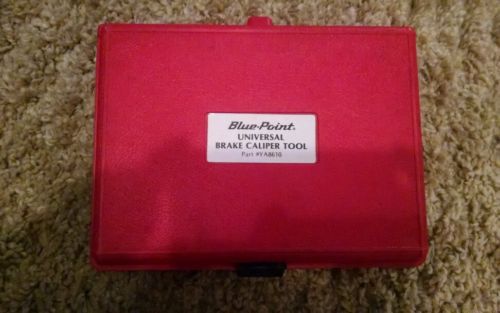 Blue-Point®
UNIVERSAL
BRAKE CALIPER TOOL
Part #YA8610